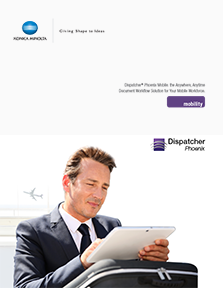 KONICA MINOLTA
Giving Shape to Ideas
Dispatcher® Phoenix Mobile, the Anywhere, Anytime
Document Workflow Solution for Your Mobile Workforce.
mobility
Dispatcher
Phoenix